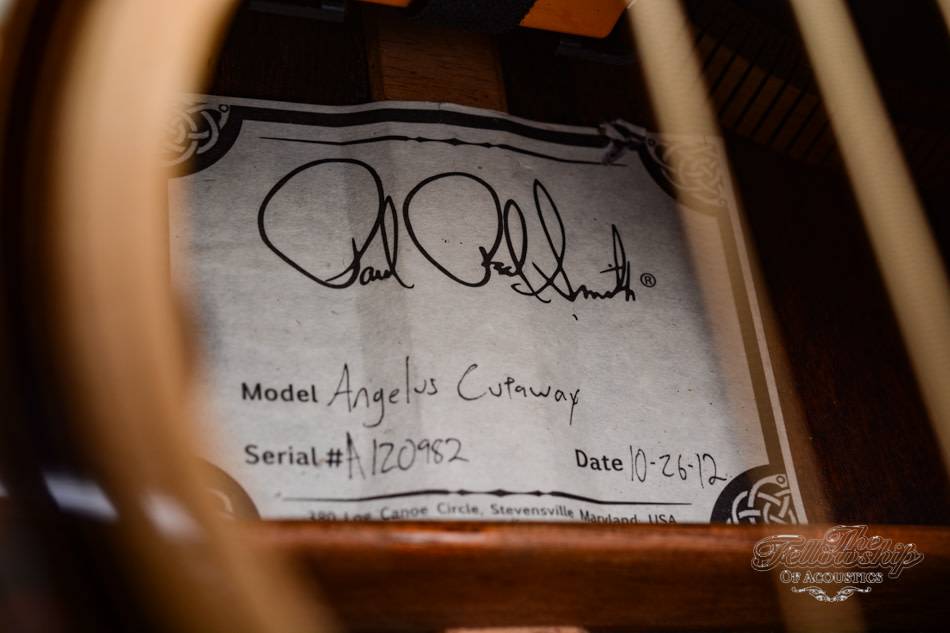 Paul Reed Smith®
Model Angelus Cutaway
Serial # A120982
Date 10-26-12
380 Log Canoe Circle, Stevensville Maryland, USA
The
Fellowship
Of Acoustics